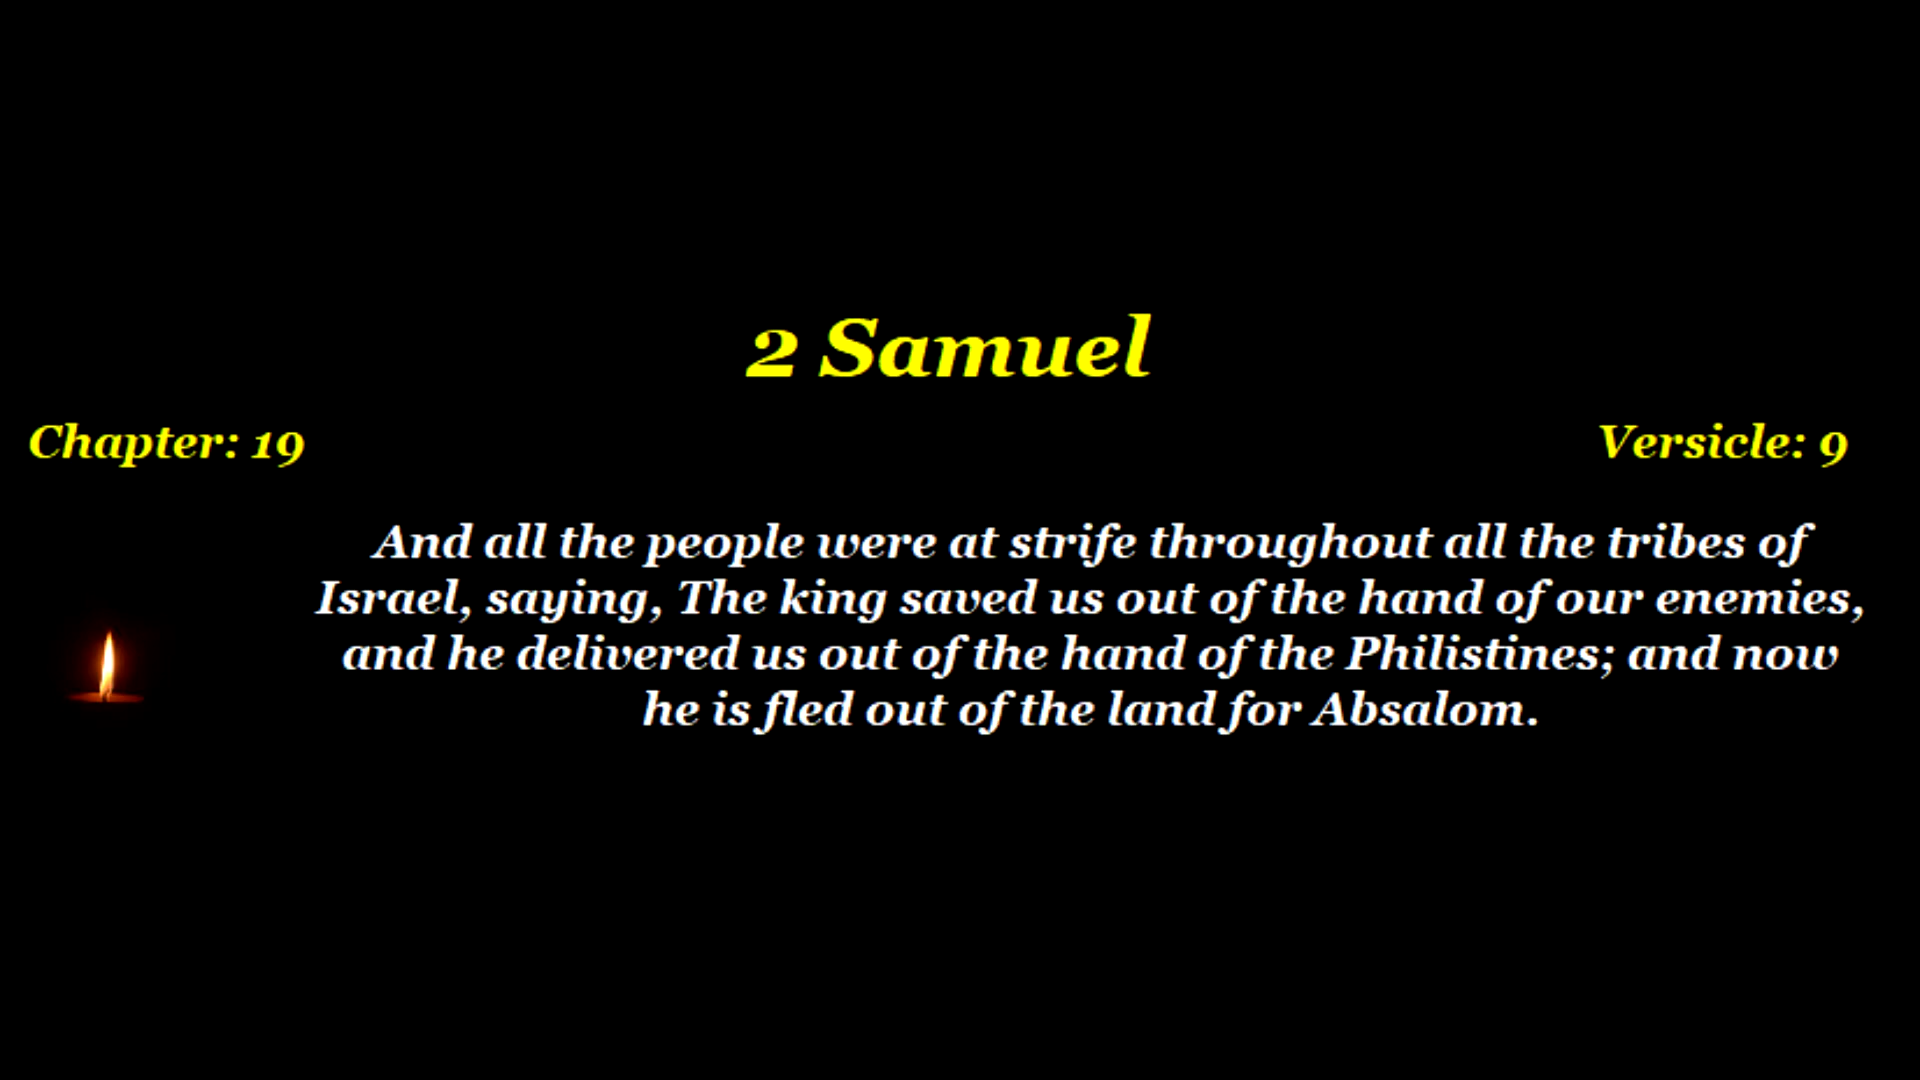 2 Samuel
Chapter: 19
Versicle: 9
And all the people were at strife throughout all the tribes of
Israel, saying, The king saved us out of the hand of our enemies,
and he delivered us out of the hand of the Philistines; and now
he is fled out of the land for Absalom.